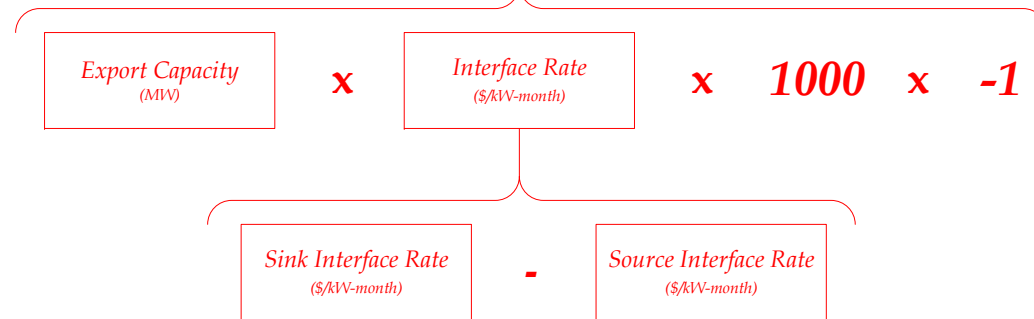 Export Capacity
(MW)
x
Interface Rate
($/kW-month)
x 1000 x -1
Sink Interface Rate
($/kW-month)
-
Source Interface Rate
($/kW-month)